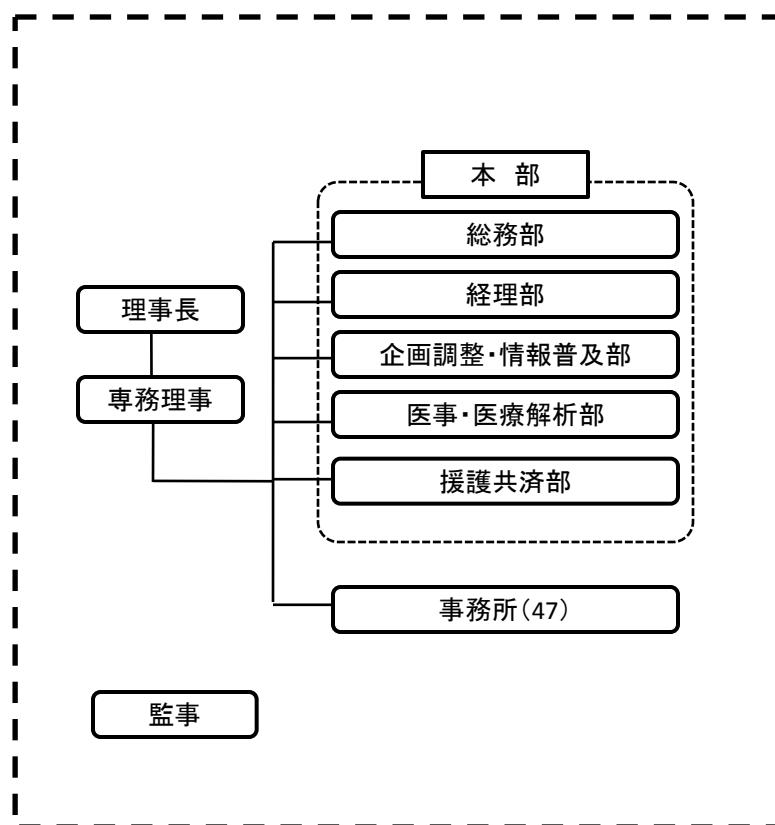 本 部
総務部
経理部
理事長
企画調整・情報普及部
専務理事
医事・医療解析部
援護共済部
事務所（47）
監事